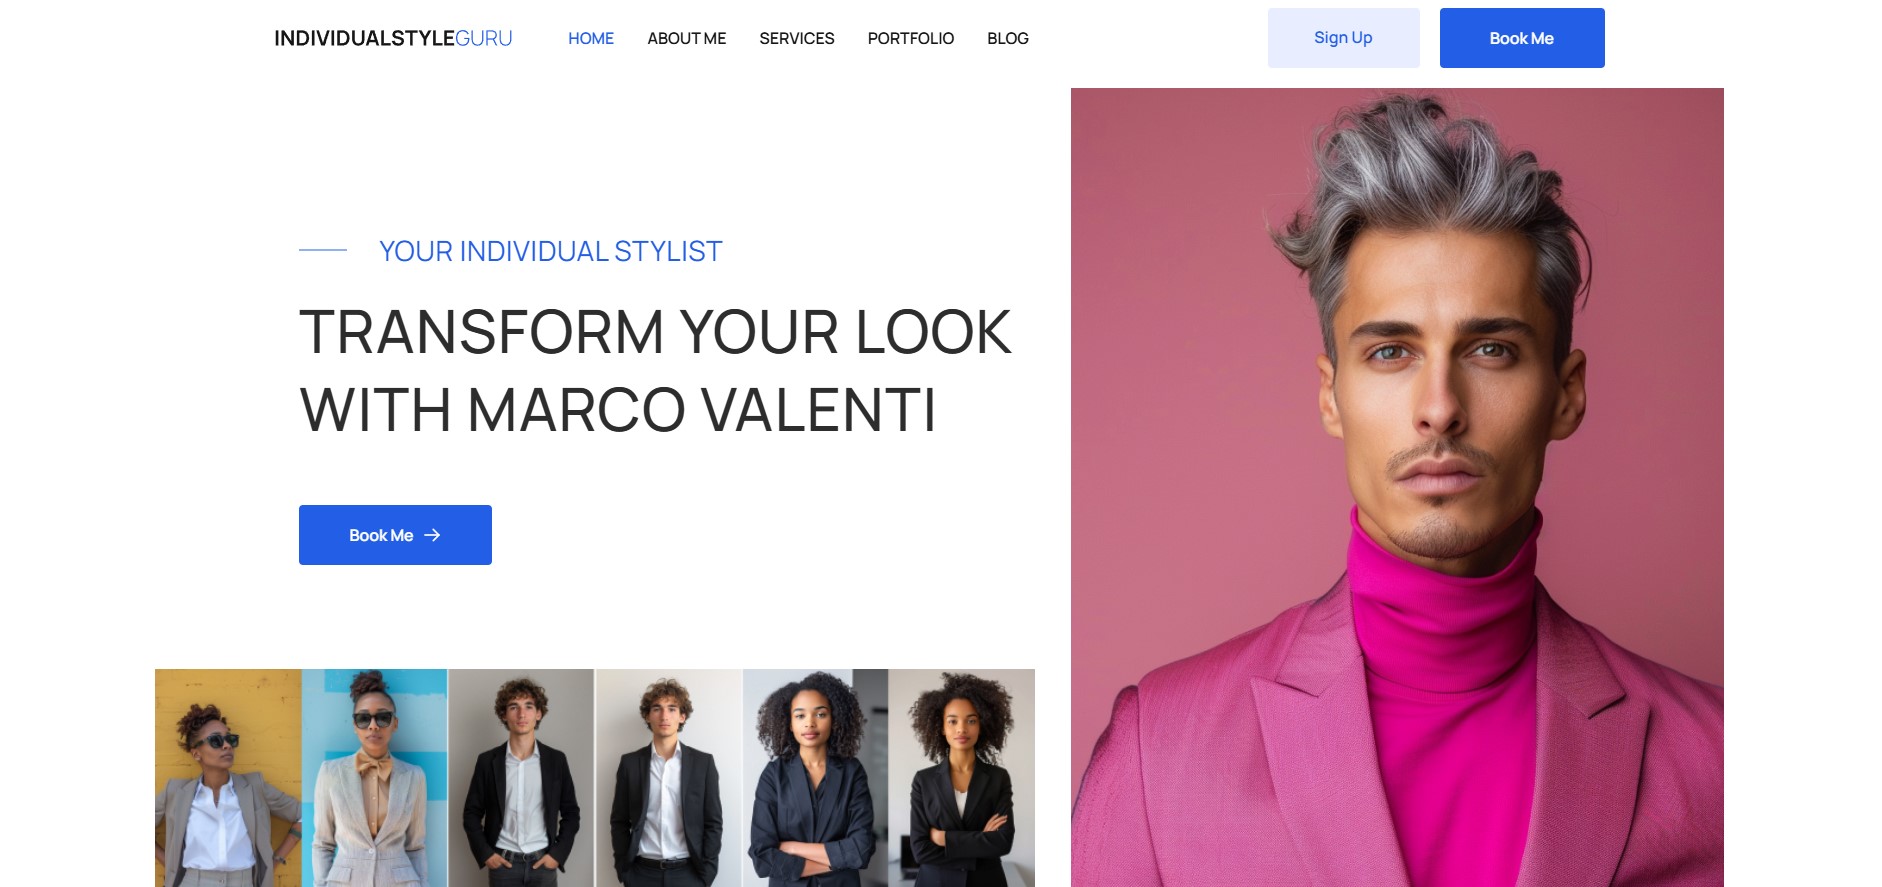 INDIVIDUALSTYLEGURU
HOME
ABOUT ME
SERVICES
PORTFOLIO
BLOG
Sign Up
Book Me
YOUR INDIVIDUAL STYLIST
TRANSFORM YOUR LOOK
WITH MARCO VALENTI
Book Me